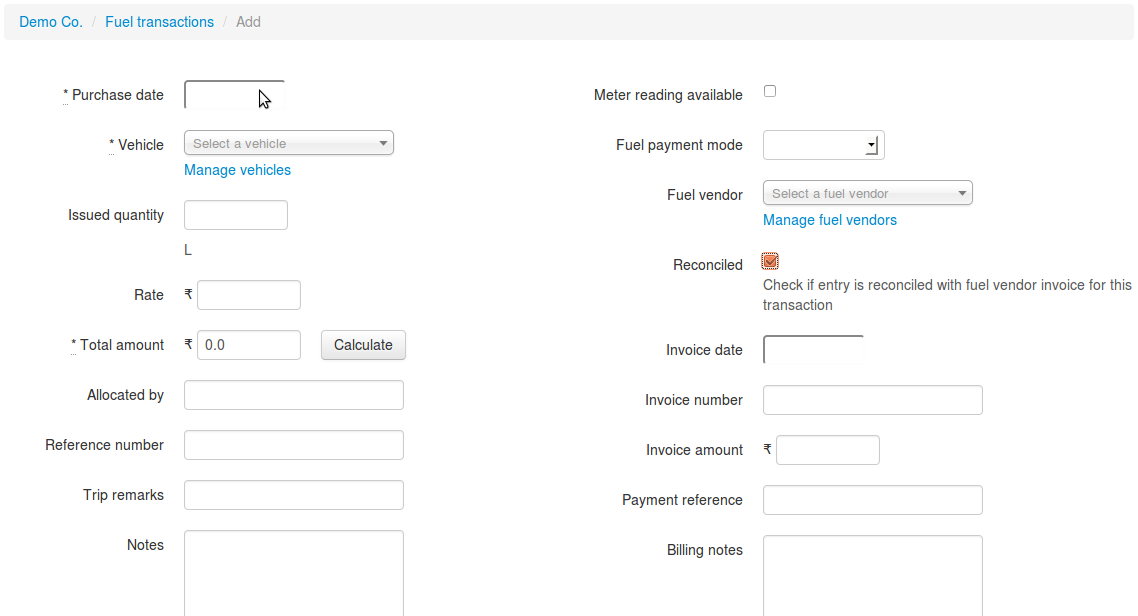 Demo Co. / Fuel transactions / Add
* Purchase date
* Vehicle
Select a vehicle
Manage vehicles
Issued quantity
L
Rate ₹
* Total amount ₹ 0.0 Calculate
Allocated by
Reference number
Trip remarks
Notes
Meter reading available
Fuel payment mode
Fuel vendor
Select a fuel vendor
Manage fuel vendors
Reconciled
Check if entry is reconciled with fuel vendor invoice for this
transaction
Invoice date
Invoice number
Invoice amount ₹
Payment reference
Billing notes